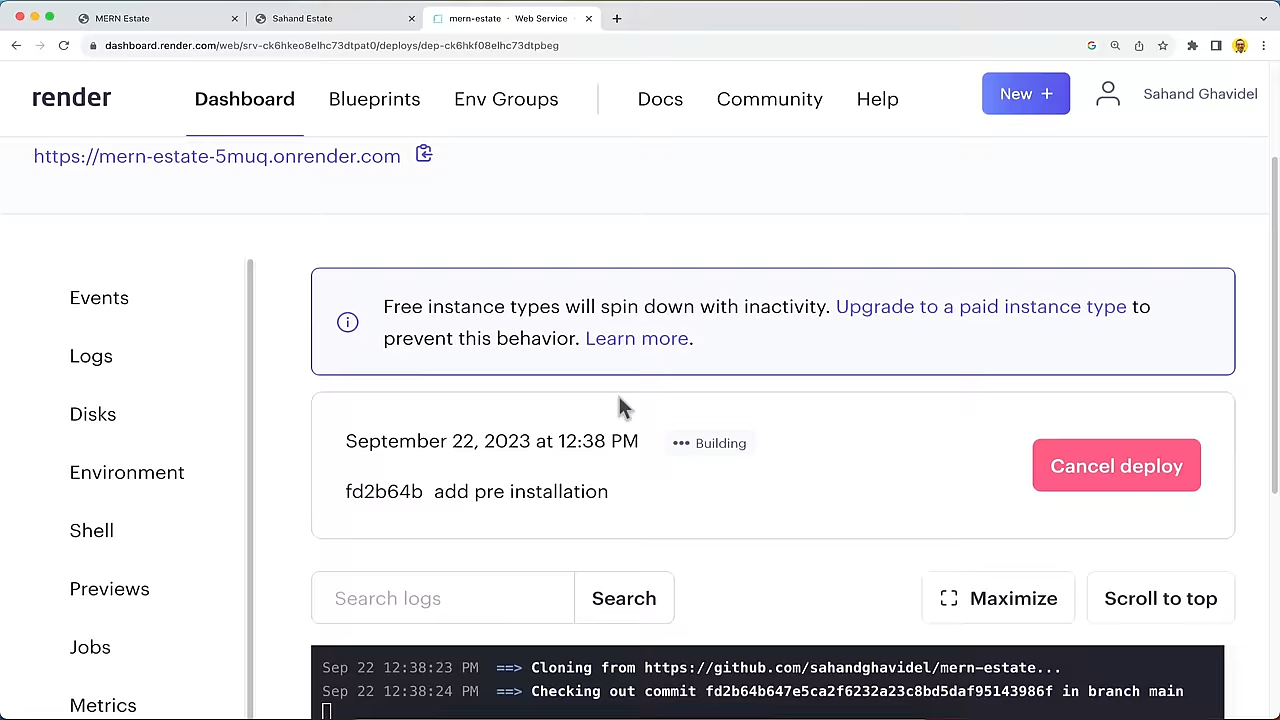 MERN Estate
Sahand Estate
mern-estate · Web Service
dashboard.render.com/web/srv-ck6hkeo8elhc73dtpat0/deploys/dep-ck6hkf08elhc73dtpbeg
render
Dashboard
Blueprints
Env Groups
Docs
Community
Help
New +
Sahand Ghavidel
https://mern-estate-5muq.onrender.com
Events
Logs
Disks
Environment
Shell
Previews
Jobs
Metrics
Free instance types will spin down with inactivity. Upgrade to a paid instance type to
prevent this behavior. Learn more.
September 22, 2023 at 12:38 PM ••• Building
fd2b64b add pre installation
Cancel deploy
Search logs
Search
Maximize
Scroll to top
Sep 22 12:38:23 PM ==> Cloning from https://github.com/sahandghavidel/mern-estate...
Sep 22 12:38:24 PM ==> Checking out commit fd2b64b647e5ca2f6232a23c8bd5daf95143986f in branch main